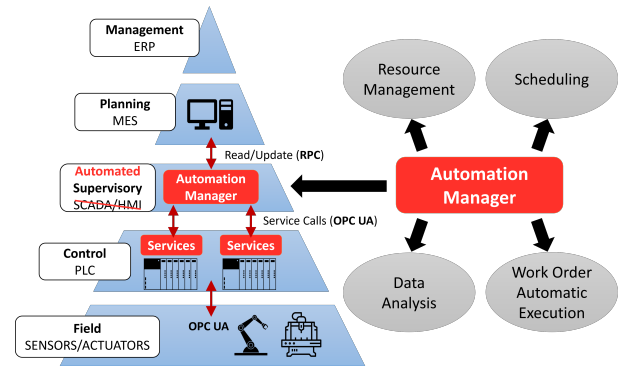 Management
ERP
Planning
MES
Read/Update (RPC)
Automated
Supervisory
SCADA/HMI
Automation
Manager
Service Calls (OPC UA)
Control
PLC
Services
Services
Field
SENSORS/ACTUATORS
OPC UA
Resource
Management
Scheduling
Automation
Manager
Data
Analysis
Work Order
Automatic
Execution